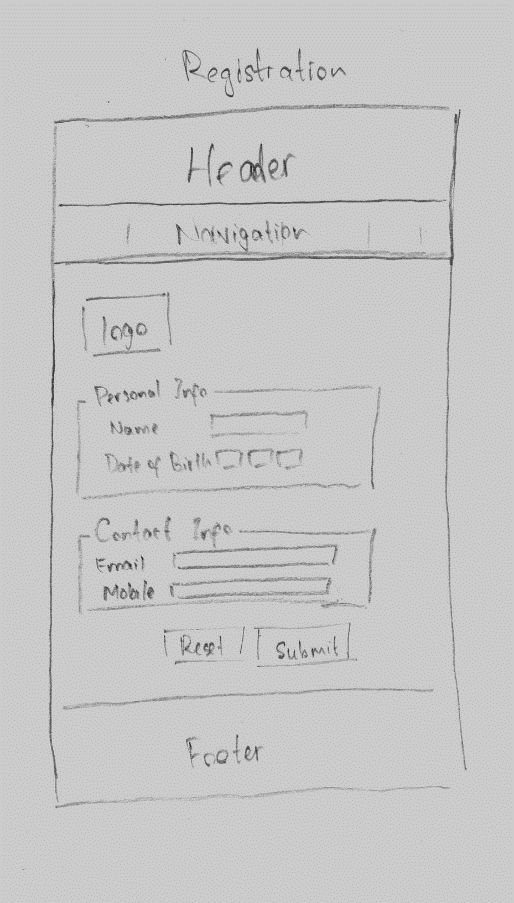 Registration
Header
Navigation
logo
Personal Info
Name
Date of Birth
Contact Info
Email
Mobile
Reset
Submit
Footer